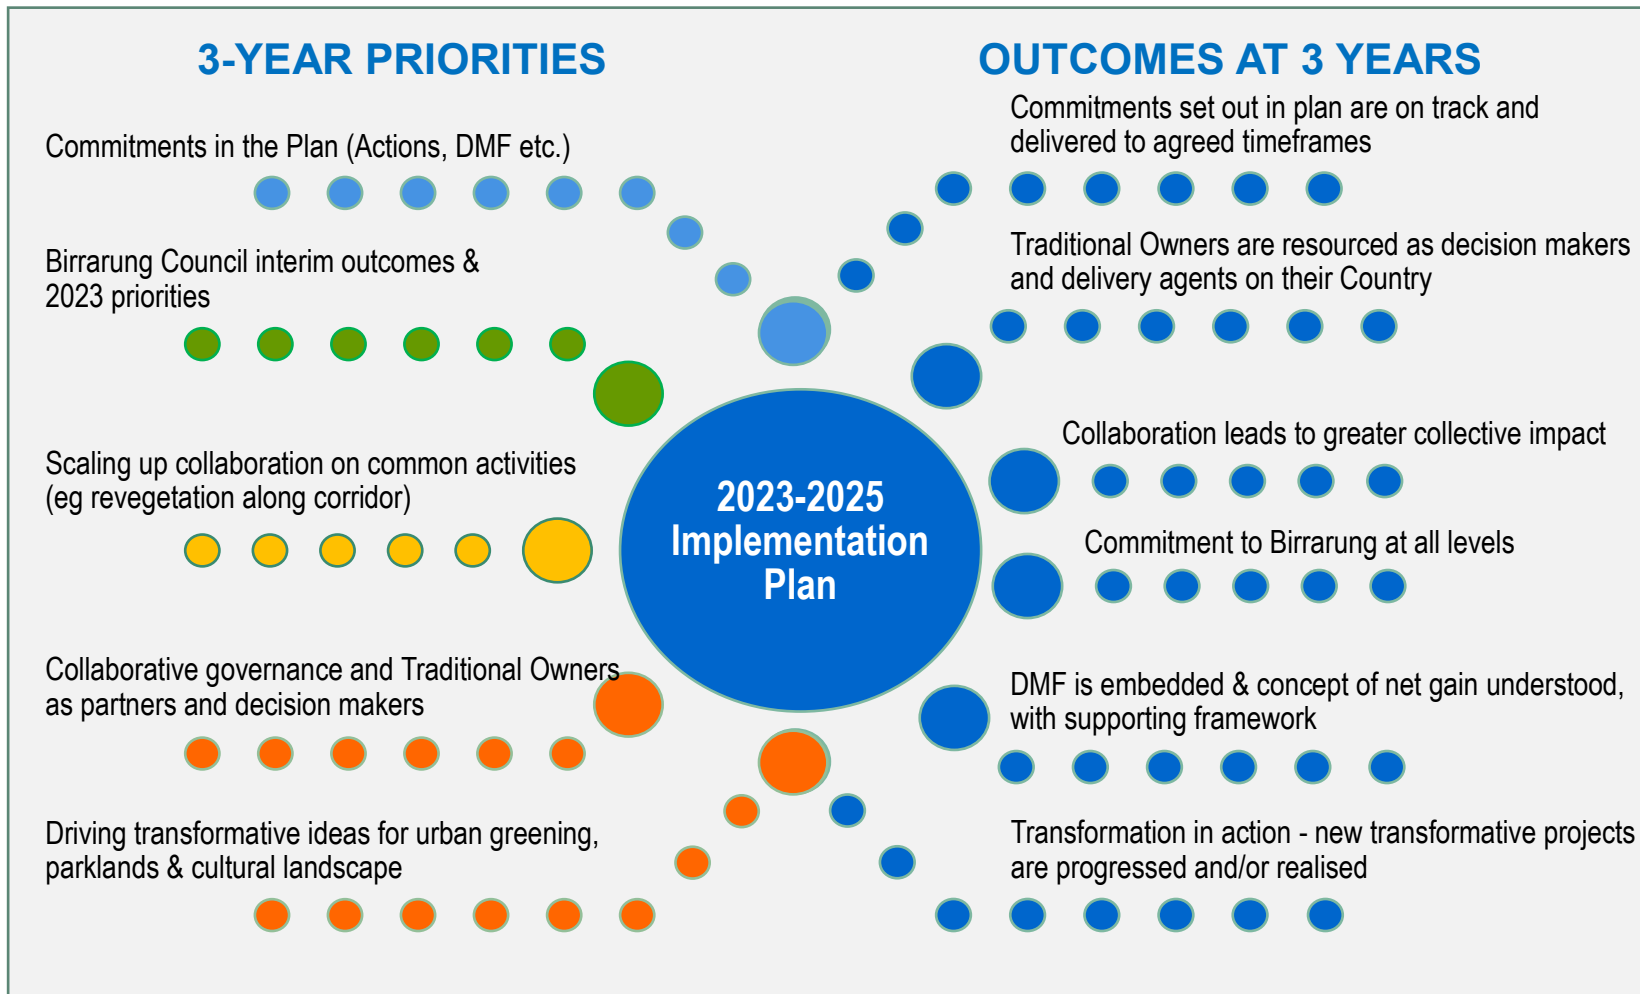 3-YEAR PRIORITIES
Commitments in the Plan (Actions, DMF etc.)
Birrarung Council interim outcomes &
2023 priorities
Scaling up collaboration on common activities
(eg revegetation along corridor)
Collaborative governance and Traditional Owners
as partners and decision makers
Driving transformative ideas for urban greening,
parklands & cultural landscape
2023-2025
Implementation
Plan
OUTCOMES AT 3 YEARS
Commitments set out in plan are on track and
delivered to agreed timeframes
Traditional Owners are resourced as decision makers
and delivery agents on their Country
Collaboration leads to greater collective impact
Commitment to Birrarung at all levels
DMF is embedded & concept of net gain understood,
with supporting framework
Transformation in action - new transformative projects
are progressed and/or realised